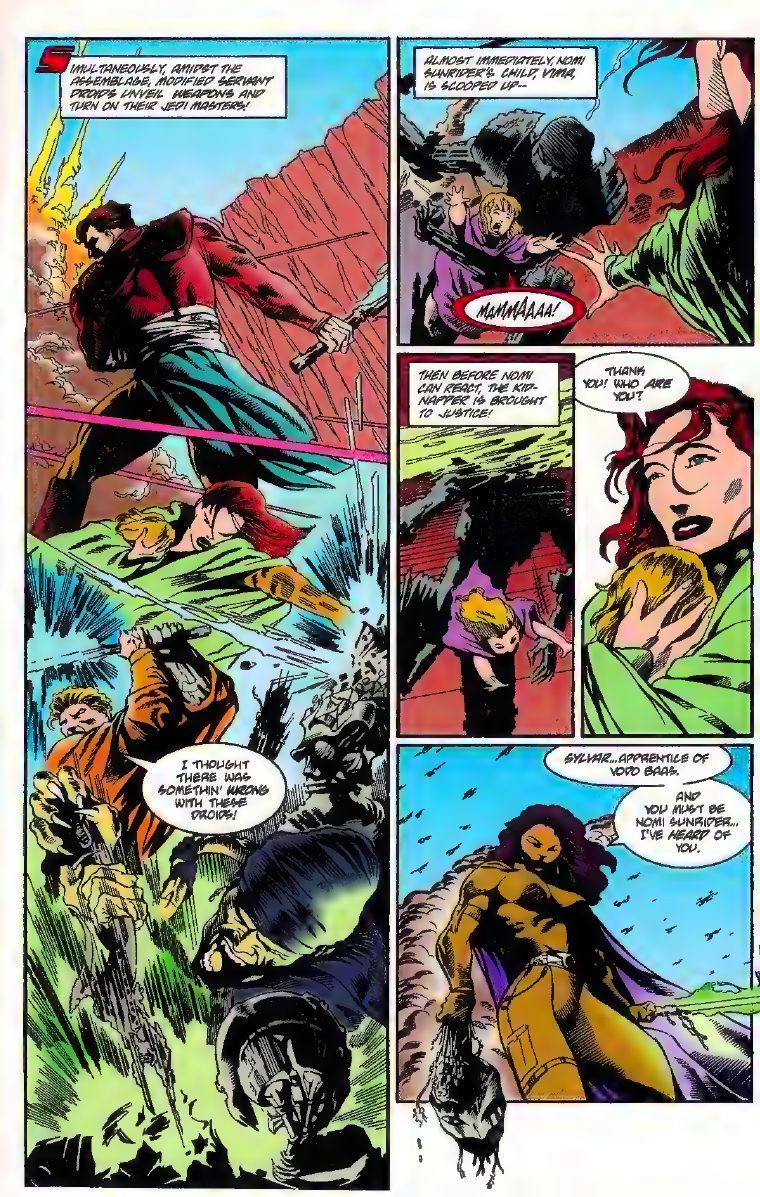 SIMULTANEOUSLY, AMIDST THE
ASSEMBLAGE, MODIFIED SERVANT
DROIDS UNVEIL WEAPONS AND
TURN ON THEIR JEDI MASTERS!
I THOUGHT
THERE WAS
SOMETHIN' WRONG
WITH THESE
DROIDS!
ALMOST IMMEDIATELY, NOMI
SUNRIDER'S CHILD, VIMA,
IS SCOOPED UP--
MAMMAAAAA!
THEN BEFORE NOMI
CAN REACT, THE KID-
NAPPER IS BROUGHT
TO JUSTICE!
THANK
YOU! WHO ARE
YOU?
SYLVAR...APPRENTICE OF
VODO BAAS.
AND
YOU MUST BE
NOMI SUNRIDER...
I'VE HEARD OF
YOU.